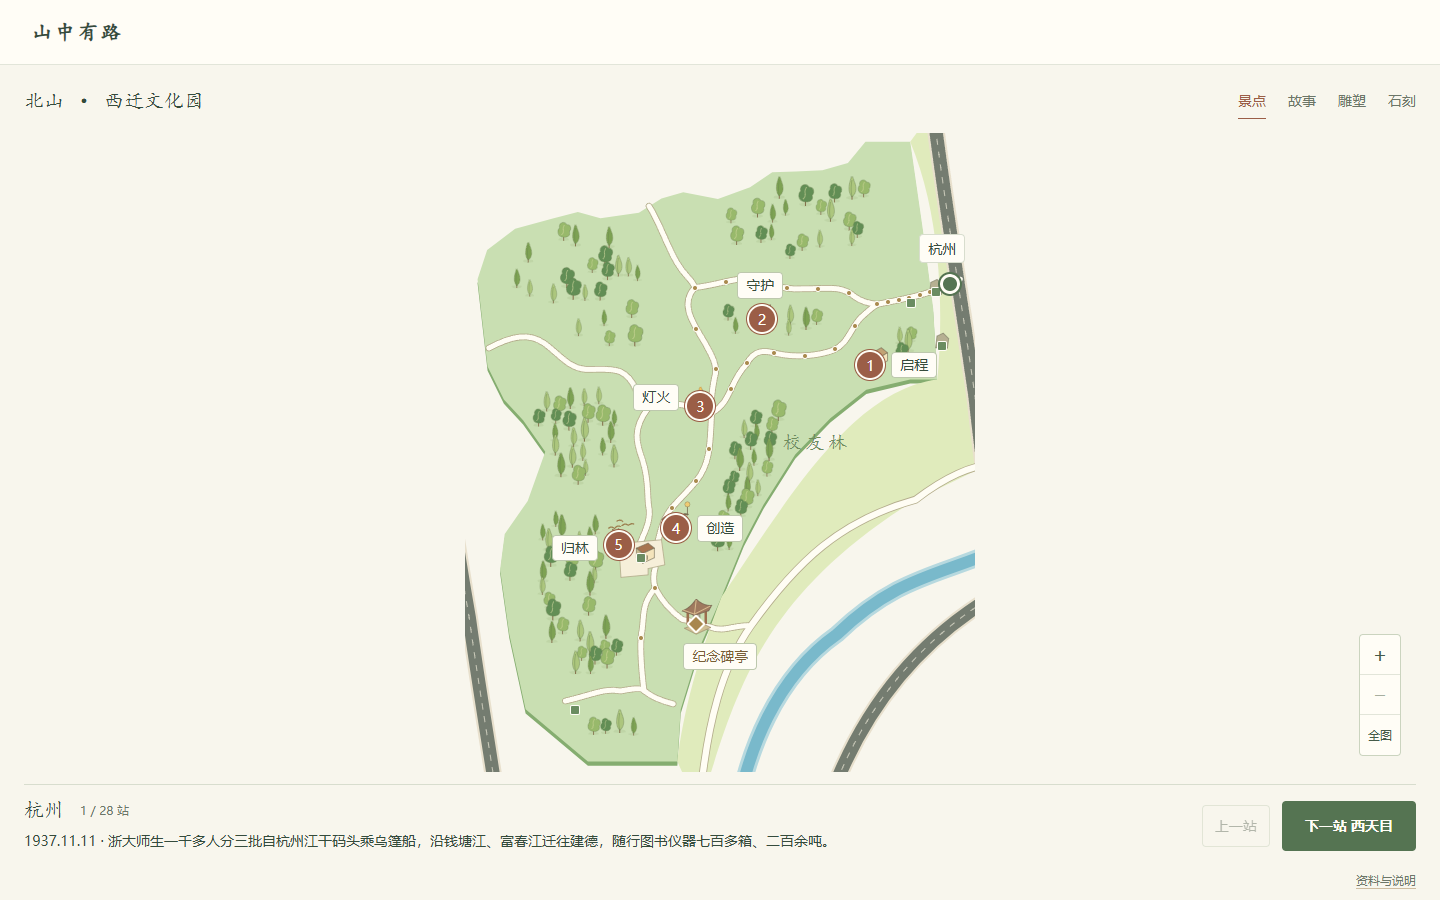 山中有路
北山 • 西迁文化园
景点 故事 雕塑 石刻
杭州
守护
2
1
启程
灯火
3
校友林
4
创造
归林
5
纪念碑亭
+
−
全图
杭州 1 / 28 站
1937.11.11 · 浙大师生一千多人分三批自杭州江干码头乘乌篷船，沿钱塘江、富春江迁往建德，随行图书仪器七百多箱、二百余吨。
上一站
下一站 西天目
资料与说明